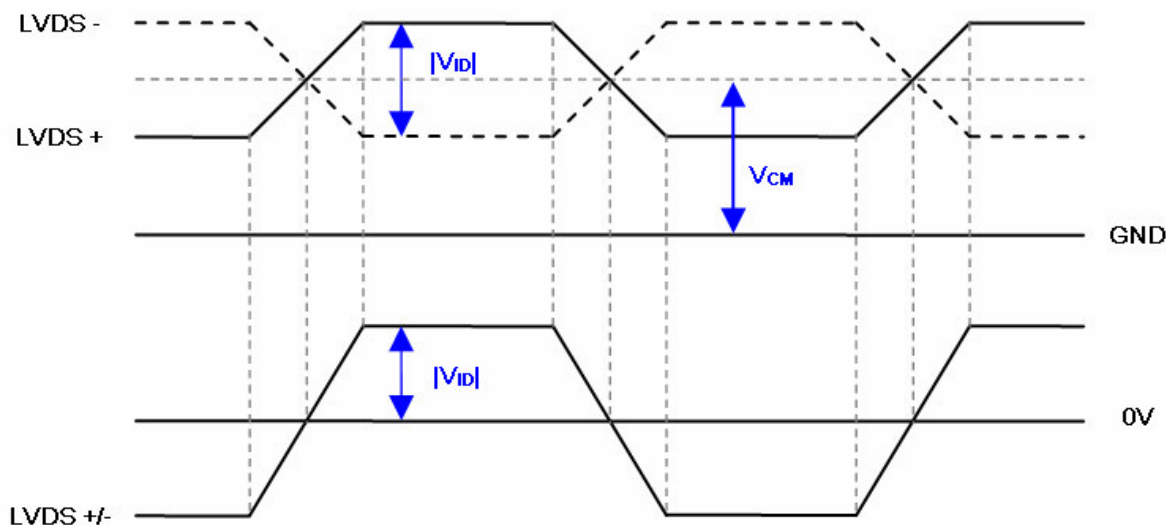 LVDS -
|VID|
LVDS +
VCM
GND
|VID|
0V
LVDS +/-